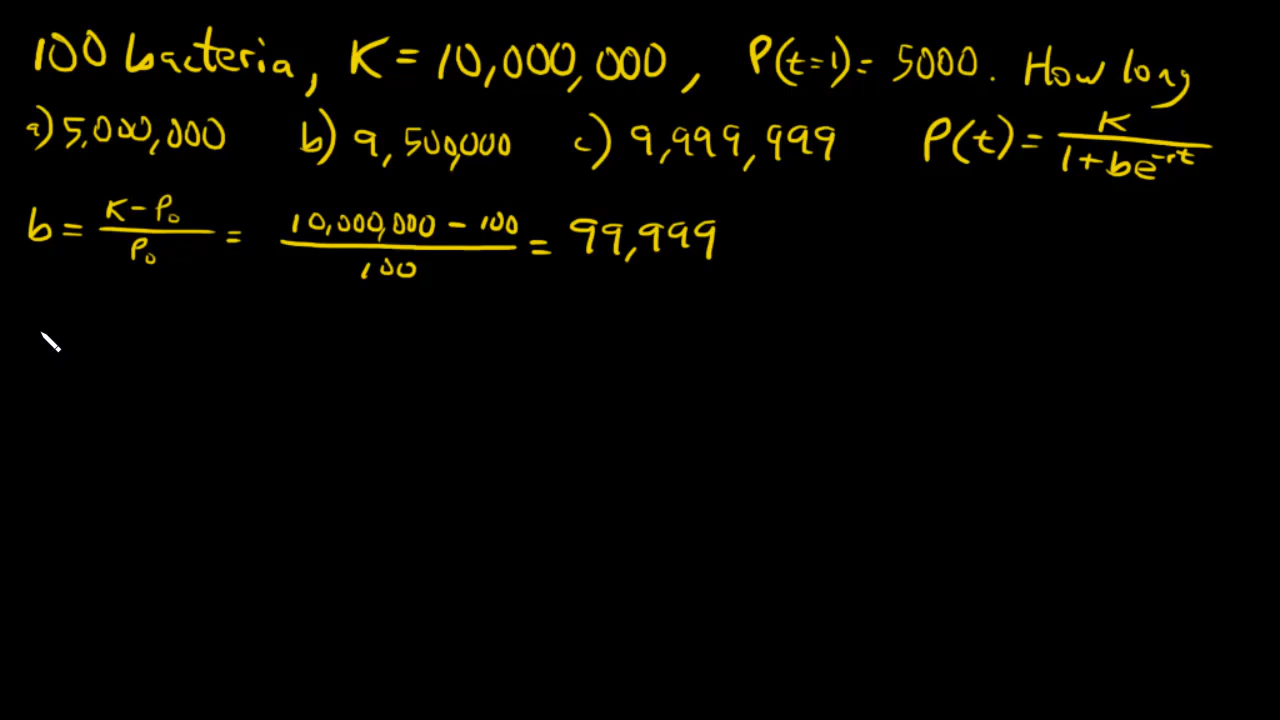 100 bacteria, K = 10,000,000, P(t=1) = 5000. How long
a) 5,000,000 b) 9,500,000 c) 9,999,999 P(t) = K / (1 + be^(-rt))
b = (K - P₀) / P₀ = (10,000,000 - 100) / 100 = 99,999